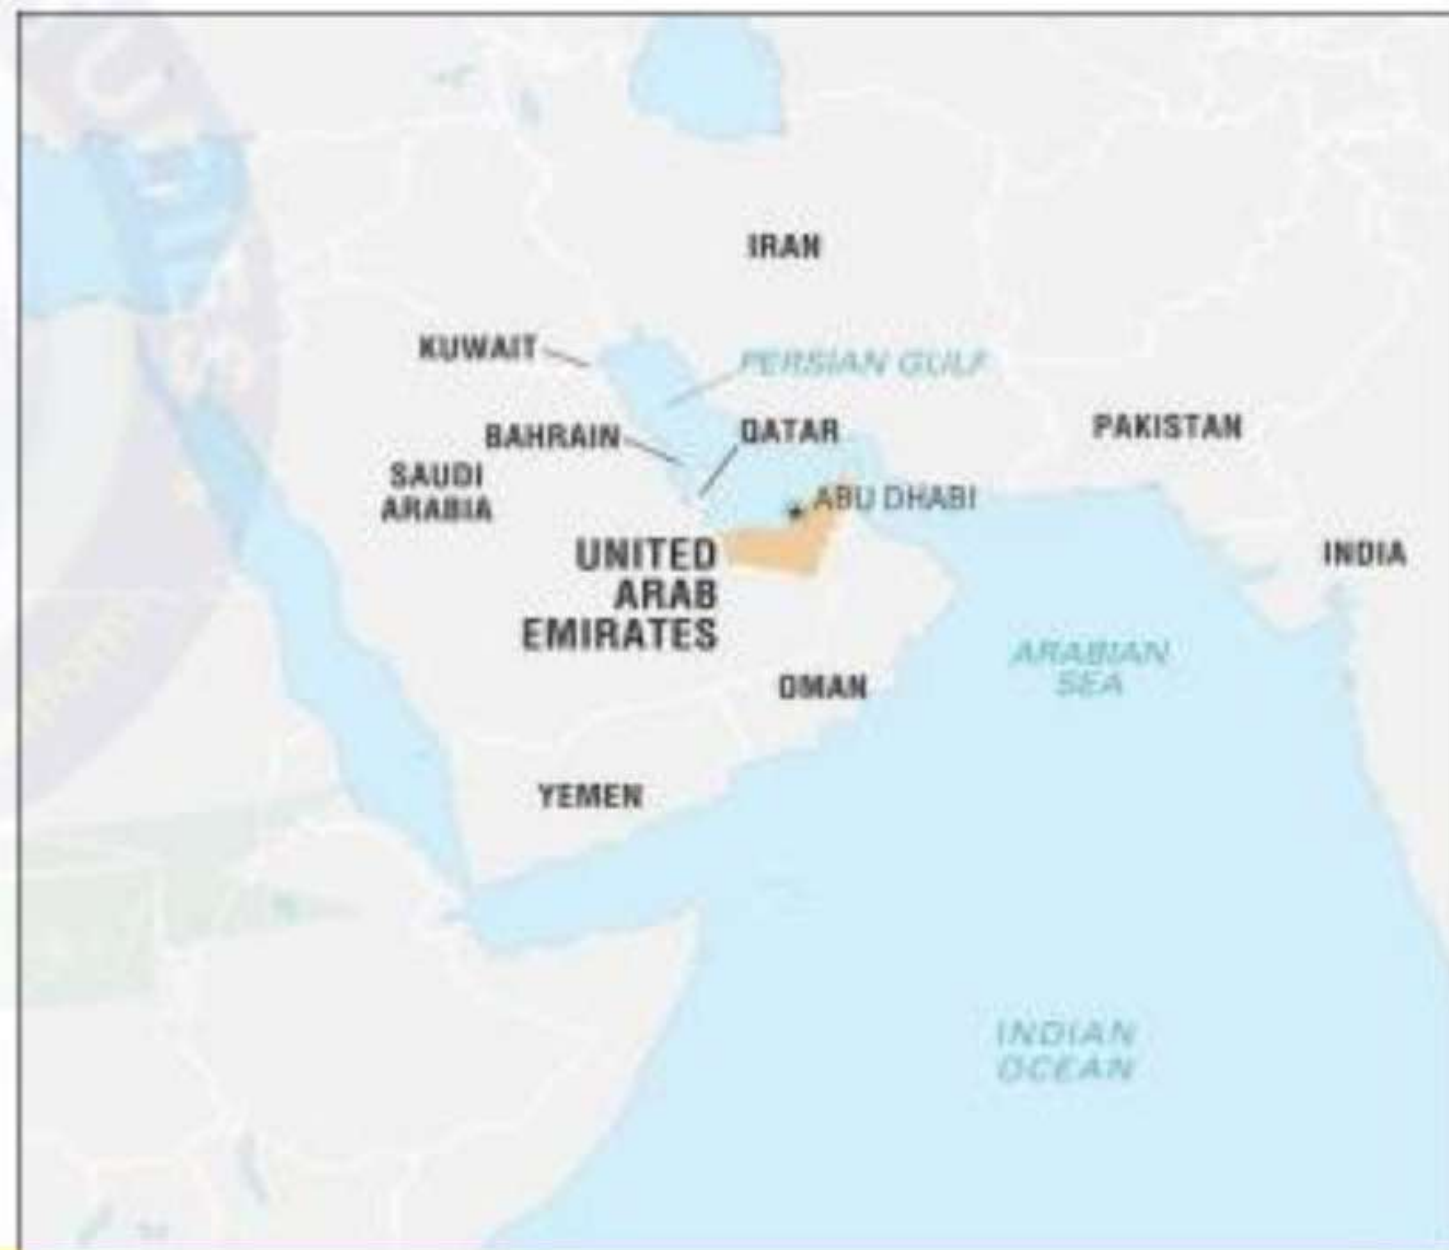 IRAN
KUWAIT
PERSIAN GULF
BAHRAIN
QATAR
PAKISTAN
SAUDI
ARABIA
ABU DHABI
UNITED
ARAB
EMIRATES
INDIA
ARABIAN
SEA
OMAN
YEMEN
INDIAN
OCEAN